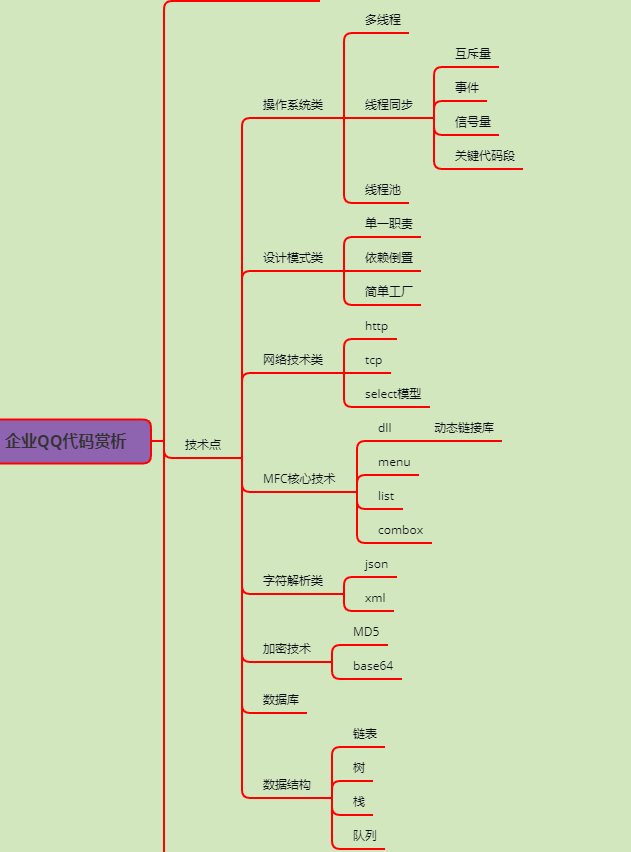 多线程
互斥量
事件
操作系统类
线程同步
信号量
关键代码段
线程池
单一职责
设计模式类
依赖倒置
简单工厂
http
网络技术类
tcp
select模型
dll
动态链接库
企业QQ代码赏析
技术点
menu
MFC核心技术
list
combox
json
字符解析类
xml
MD5
加密技术
base64
数据库
链表
树
数据结构
栈
队列